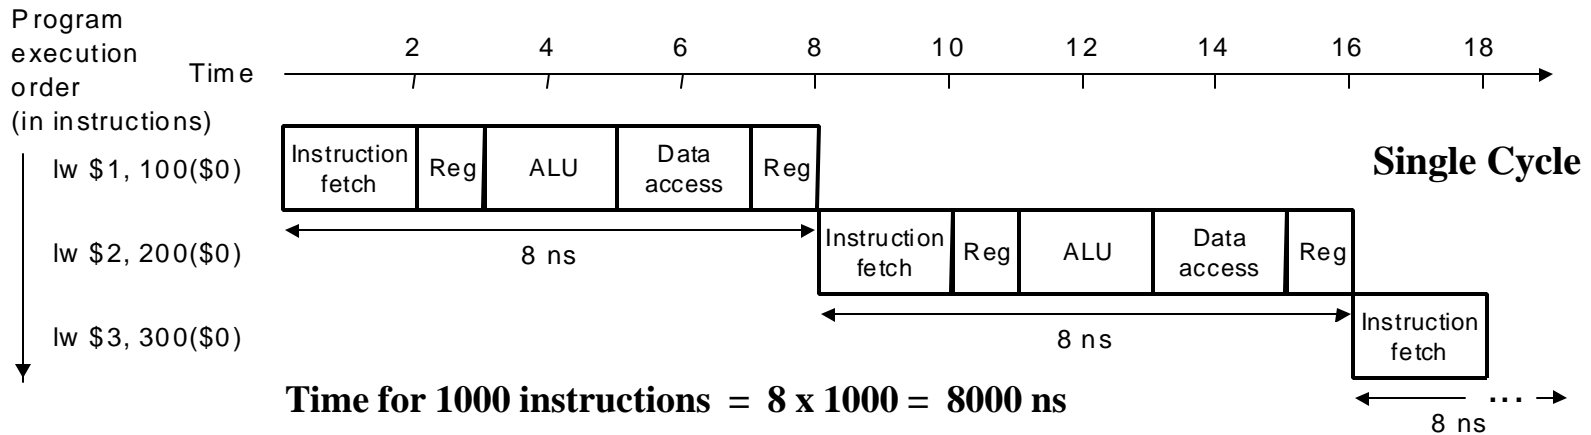 Program
execution
order
(in instructions)
Time
2 4 6 8 10 12 14 16 18
lw $1, 100($0)
Instruction
fetch
Reg
ALU
Data
access
Reg
Single Cycle
8 ns
lw $2, 200($0)
Instruction
fetch
Reg
ALU
Data
access
Reg
8 ns
lw $3, 300($0)
Instruction
fetch
...
8 ns
Time for 1000 instructions = 8 x 1000 = 8000 ns